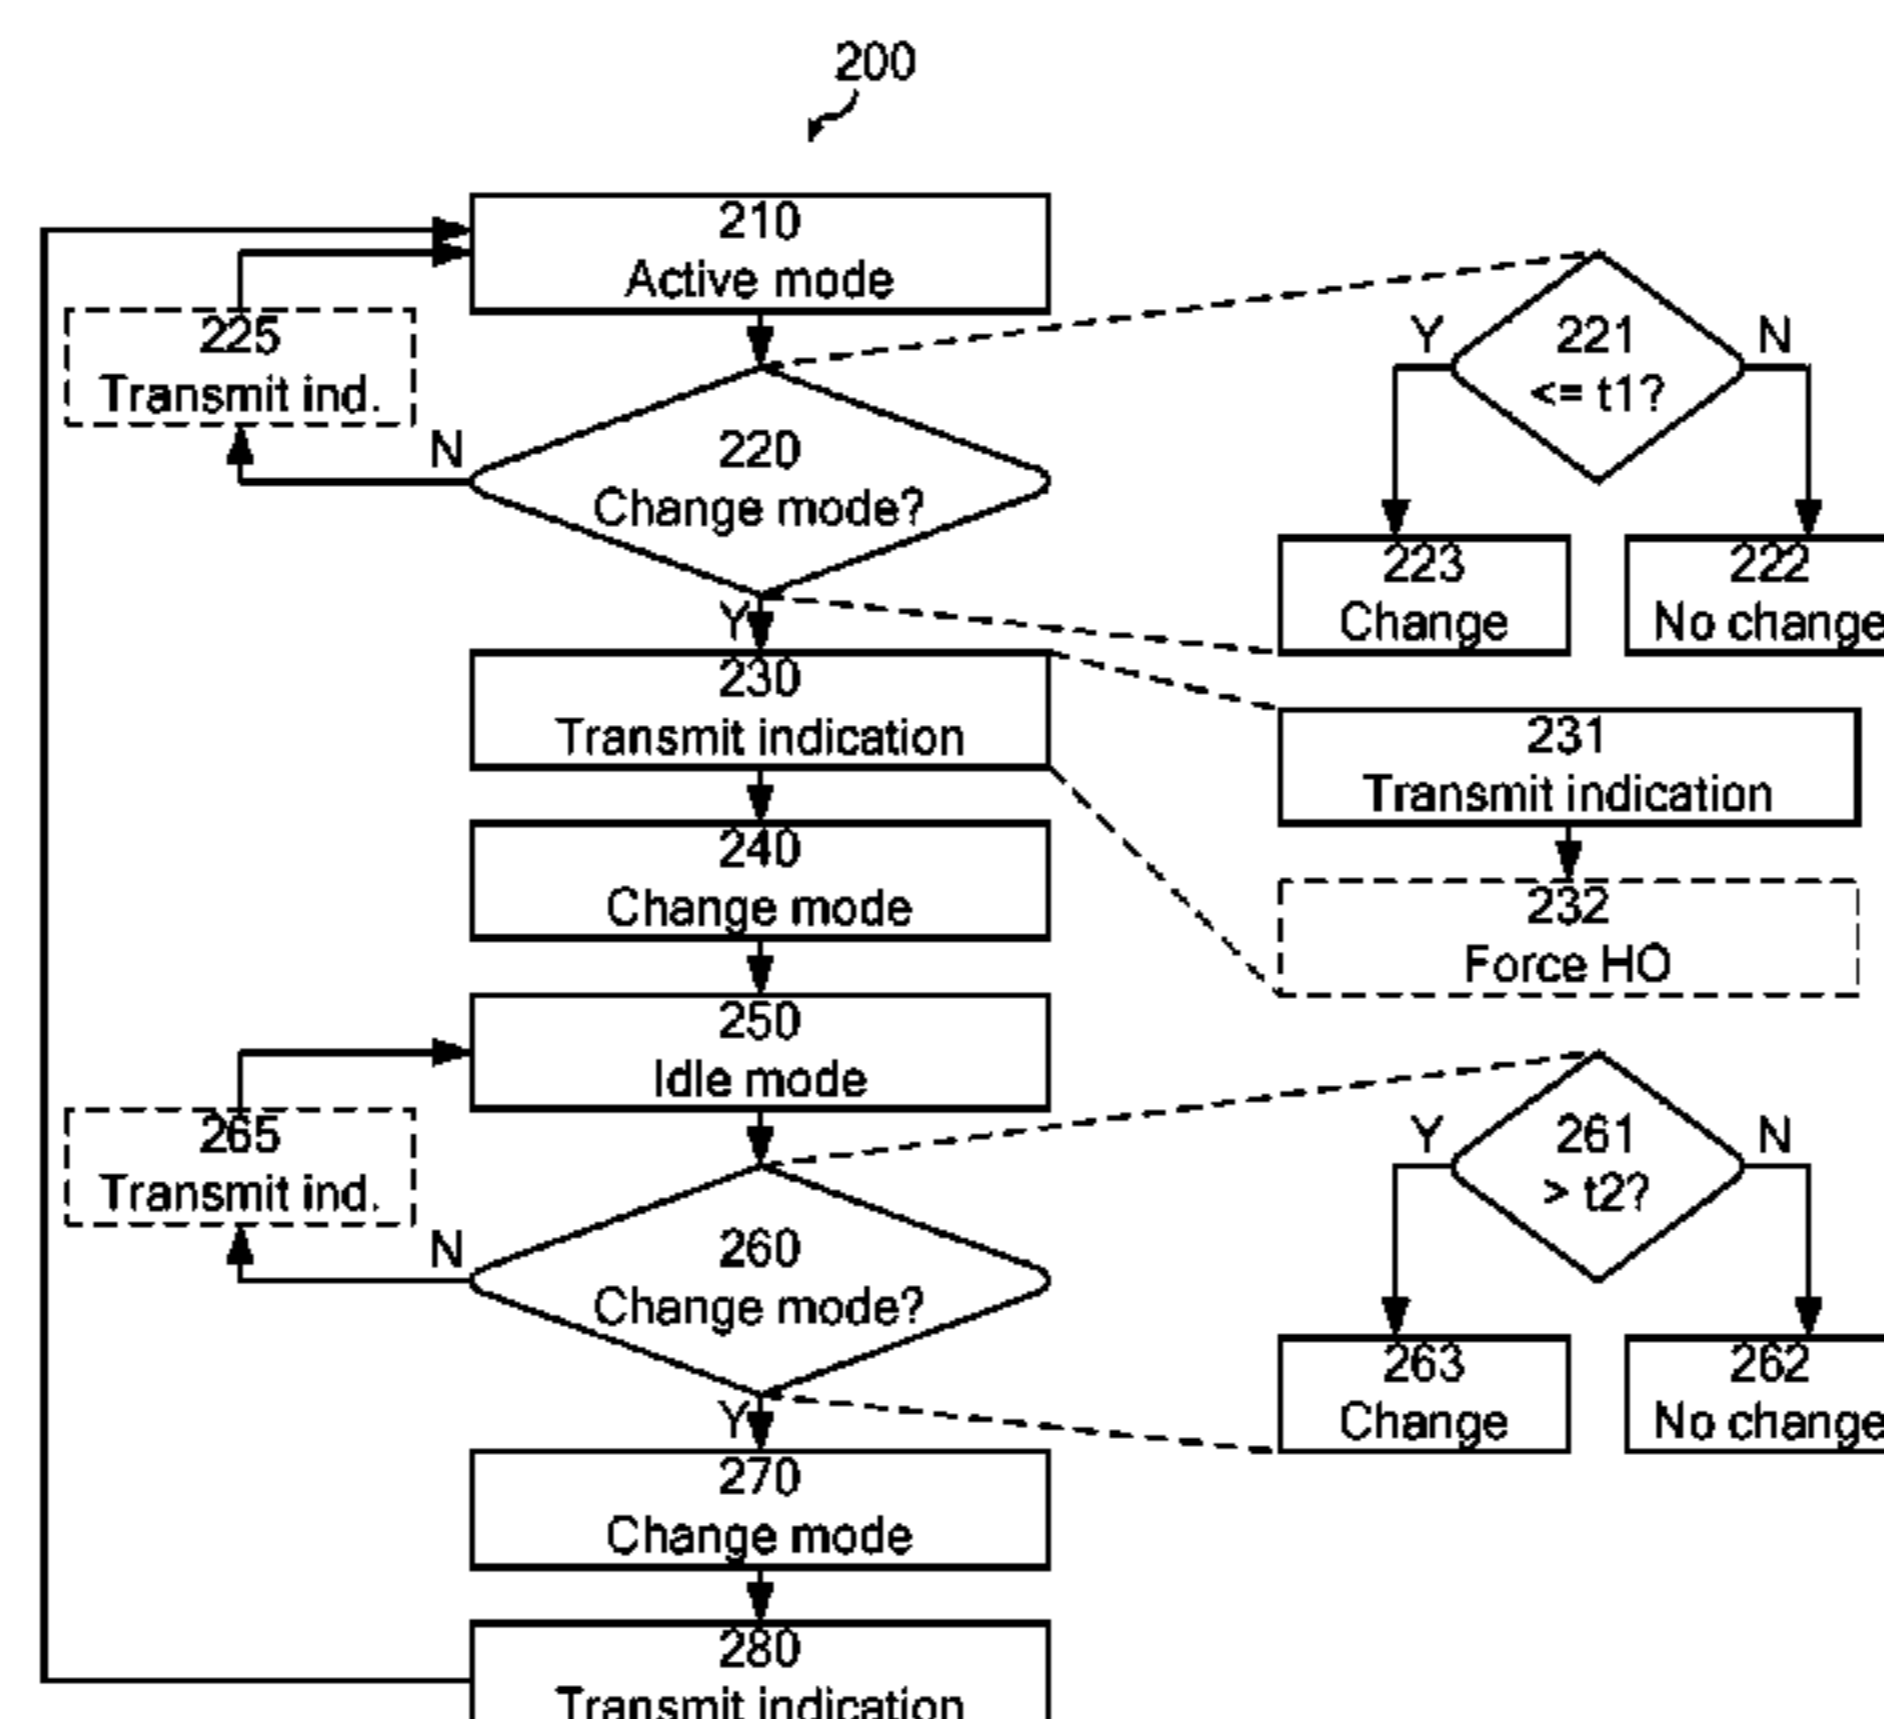 200
210
Active mode
225
Transmit ind.
N
220
Change mode?
Y
221
<= t1?
Y
N
223
Change
222
No change
230
Transmit indication
231
Transmit indication
232
Force HO
240
Change mode
250
Idle mode
265
Transmit ind.
N
260
Change mode?
Y
261
> t2?
Y
N
263
Change
262
No change
270
Change mode
280
Transmit indication